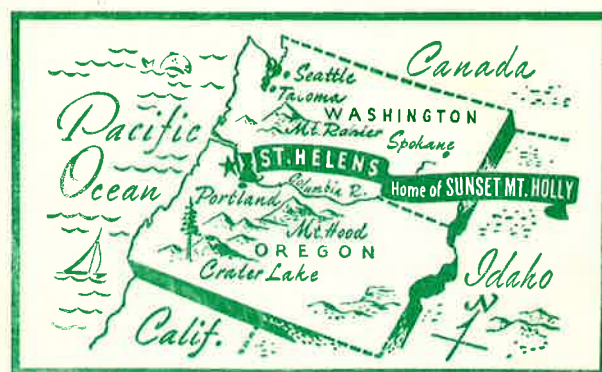 Canada
Seattle
Tacoma
WASHINGTON
Mt. Rainier
Spokane
Pacific
Ocean
ST. HELENS
Home of SUNSET MT. HOLLY
Columbia R.
Portland
Mt. Hood
OREGON
Crater Lake
Idaho
Calif.
N